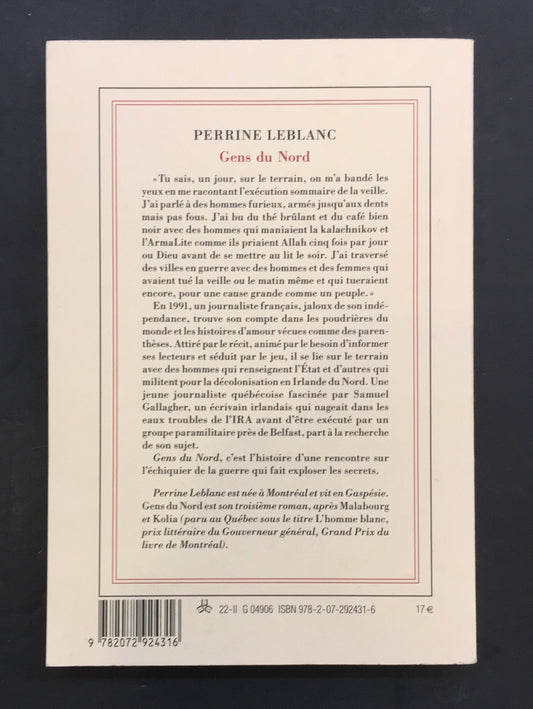 PERRINE LEBLANC
Gens du Nord
« Tu sais, un jour, sur le terrain, on m'a bandé les
yeux en me racontant l'exécution sommaire de la veille.
J'ai parlé à des hommes furieux, armés jusqu'aux dents
mais pas fous. J'ai bu du thé brûlant et du café bien
noir avec des hommes qui maniaient la kalachnikov et
l'ArmaLite comme ils priaient Allah cinq fois par jour
ou Dieu avant de se mettre au lit le soir. J'ai traversé
des villes en guerre avec des hommes et des femmes qui
avaient tué la veille ou le matin même et qui tueraient
encore, pour une cause grande comme un peuple. »
En 1991, un journaliste français, jaloux de son indé-
pendance, trouve son compte dans les poudrières du
monde et les histoires d'amour vécues comme des paren-
thèses. Attiré par le récit, animé par le besoin d'informer
ses lecteurs et séduit par le jeu, il se lie sur le terrain
avec des hommes qui renseignent l'État et d'autres qui
militent pour la décolonisation en Irlande du Nord. Une
jeune journaliste québécoise fascinée par Samuel
Gallagher, un écrivain irlandais qui nageait dans les
eaux troubles de l'IRA avant d'être exécuté par un
groupe paramilitaire près de Belfast, part à la recherche
de son sujet.
Gens du Nord, c'est l'histoire d'une rencontre sur
l'échiquier de la guerre qui fait exploser les secrets.
Perrine Leblanc est née à Montréal et vit en Gaspésie.
Gens du Nord est son troisième roman, après Malabourg
et Kolia (paru au Québec sous le titre L'homme blanc,
prix littéraire du Gouverneur général, Grand Prix du
livre de Montréal).
22-II G 04906 ISBN 978-2-07-292431-6 17 €
9 782072 924316